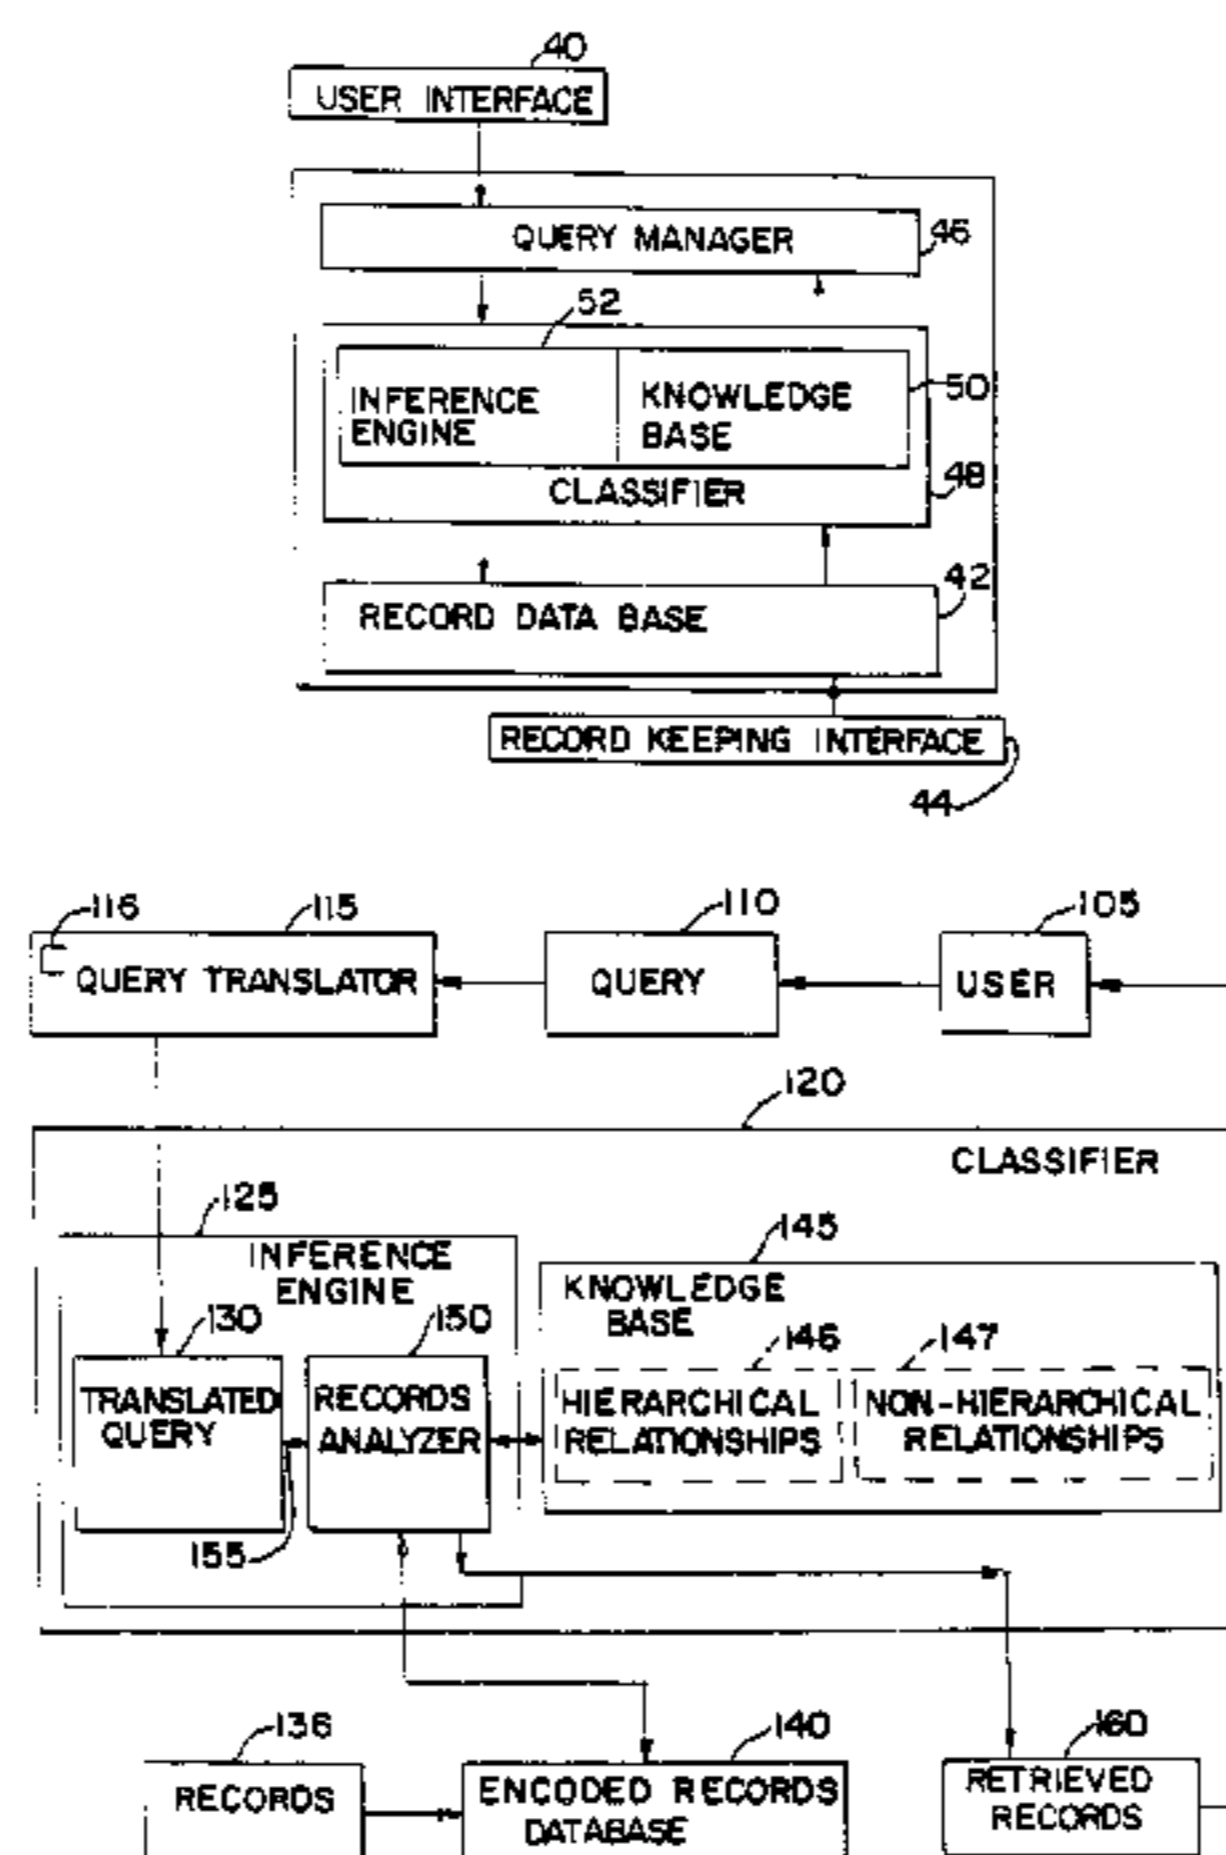 40
USER INTERFACE
QUERY MANAGER
46
52
INFERENCE
ENGINE
KNOWLEDGE
BASE
50
CLASSIFIER
48
42
RECORD DATA BASE
RECORD KEEPING INTERFACE
44
116
115
110
105
QUERY TRANSLATOR
QUERY
USER
120
CLASSIFIER
125
INFERENCE
ENGINE
145
KNOWLEDGE
BASE
130
150
146
147
TRANSLATED
QUERY
RECORDS
ANALYZER
HIERARCHICAL
RELATIONSHIPS
NON-HIERARCHICAL
RELATIONSHIPS
155
136
140
160
RECORDS
ENCODED RECORDS
DATABASE
RETRIEVED
RECORDS